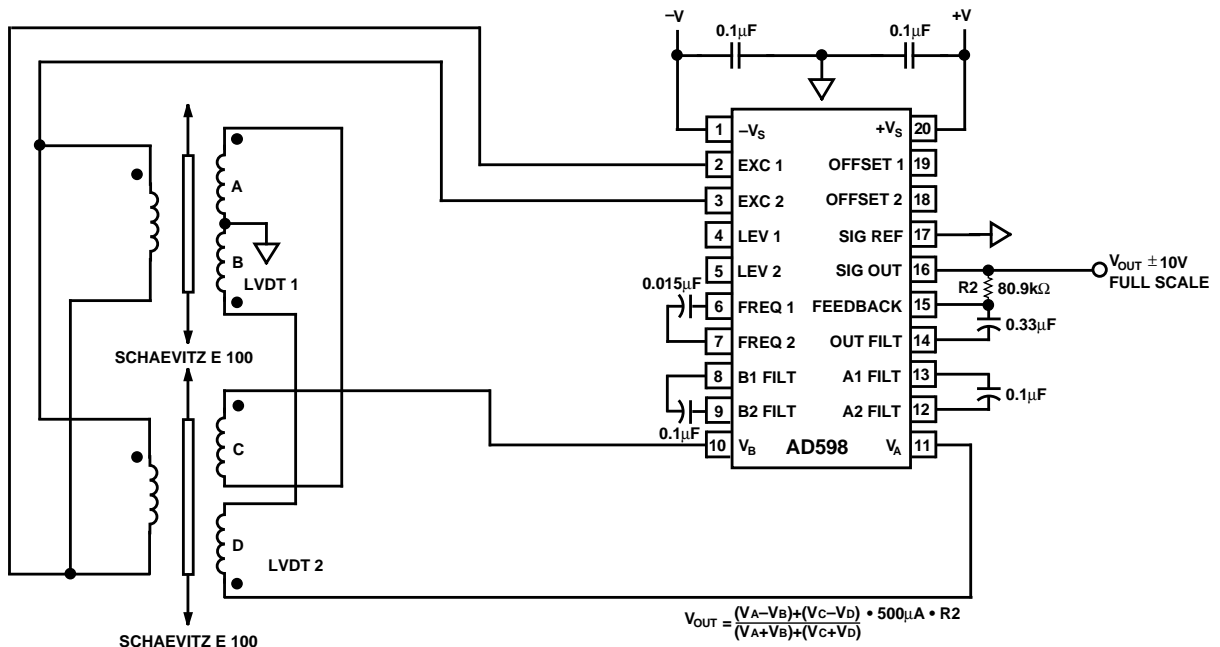 –V
+V
0.1µF
0.1µF
1 –VS
+VS 20
2 EXC 1
OFFSET 1 19
3 EXC 2
OFFSET 2 18
4 LEV 1
SIG REF 17
5 LEV 2
SIG OUT 16
6 FREQ 1
FEEDBACK 15
7 FREQ 2
OUT FILT 14
8 B1 FILT
A1 FILT 13
9 B2 FILT
A2 FILT 12
10 VB
AD598
VA 11
0.015µF
0.1µF
VOUT ±10V
FULL SCALE
R2 80.9kΩ
0.33µF
0.1µF
A
B
LVDT 1
SCHAEVITZ E 100
C
D
LVDT 2
SCHAEVITZ E 100
VOUT = (VA–VB)+(VC–VD) • 500µA • R2
(VA+VB)+(VC+VD)